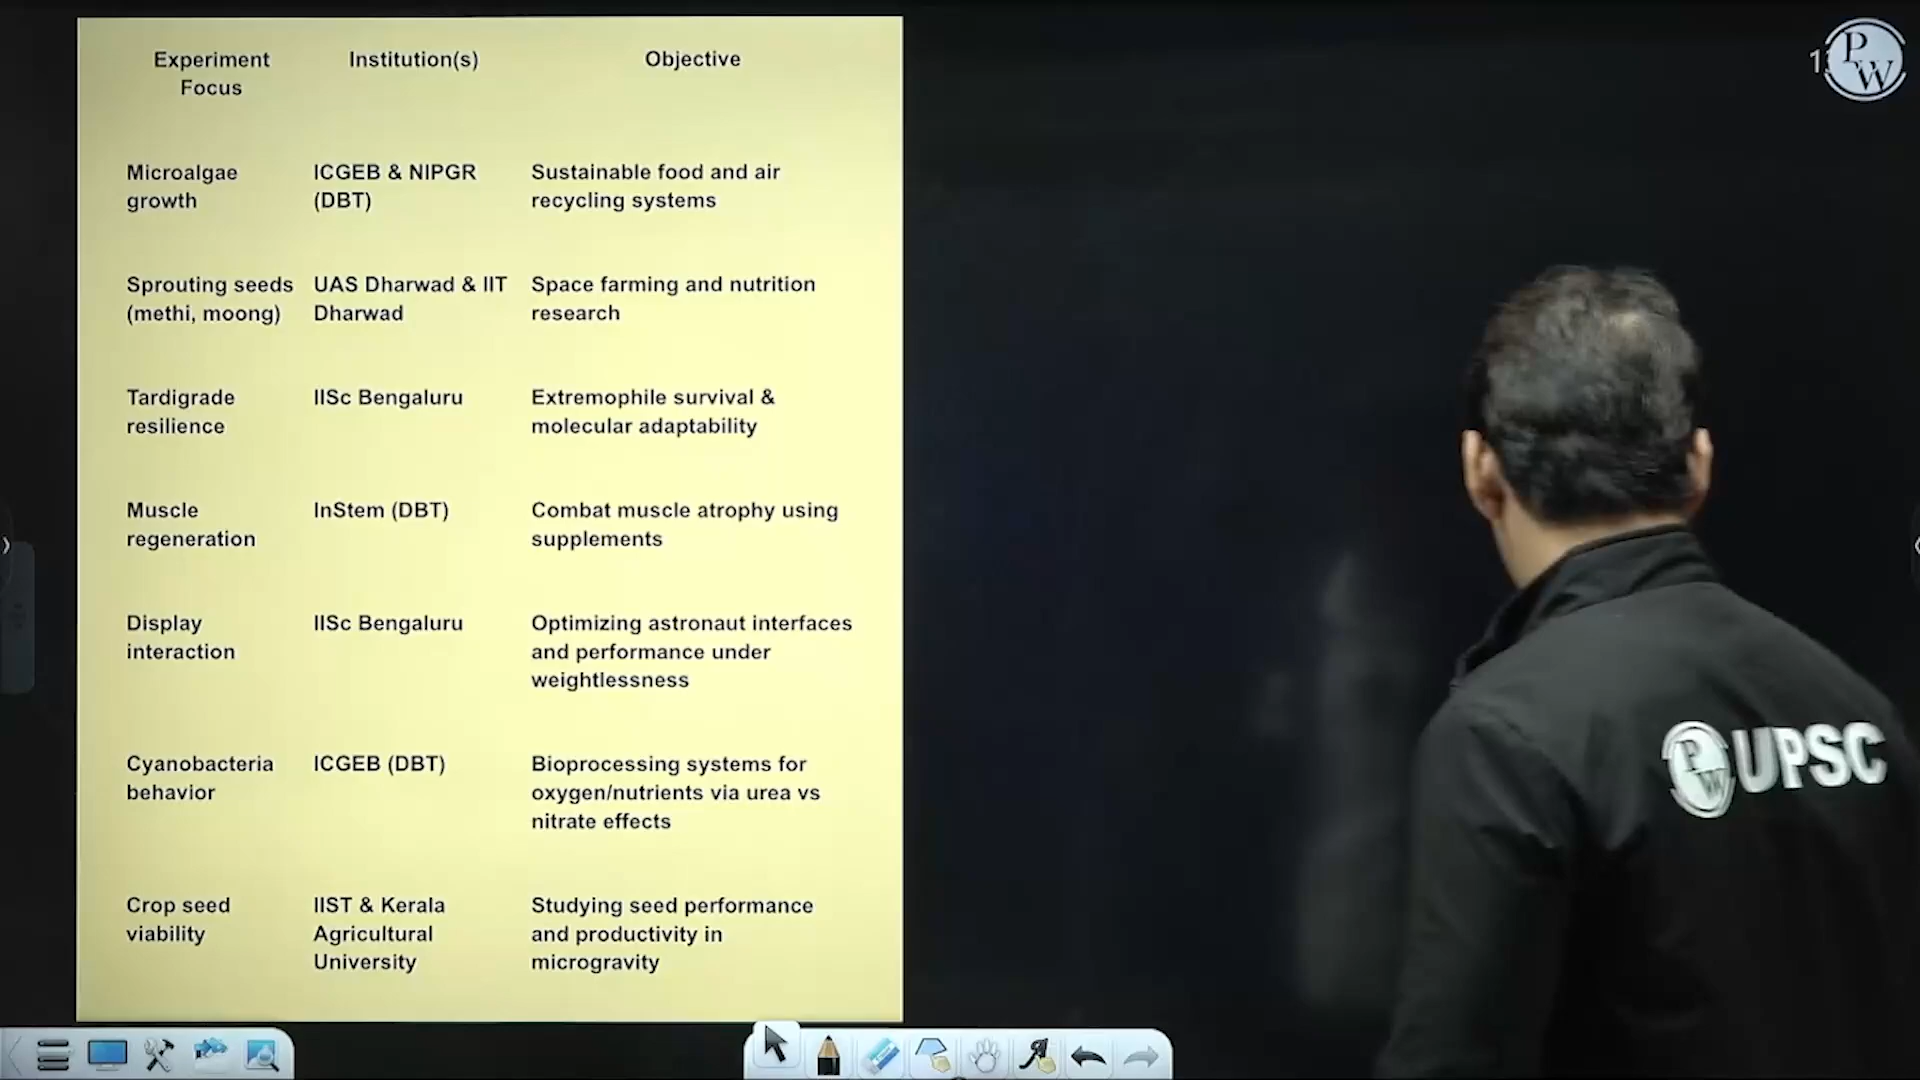 Experiment Focus
Institution(s)
Objective
Microalgae growth
ICGEB & NIPGR (DBT)
Sustainable food and air recycling systems
Sprouting seeds (methi, moong)
UAS Dharwad & IIT Dharwad
Space farming and nutrition research
Tardigrade resilience
IISc Bengaluru
Extremophile survival & molecular adaptability
Muscle regeneration
InStem (DBT)
Combat muscle atrophy using supplements
Display interaction
IISc Bengaluru
Optimizing astronaut interfaces and performance under weightlessness
Cyanobacteria behavior
ICGEB (DBT)
Bioprocessing systems for oxygen/nutrients via urea vs nitrate effects
Crop seed viability
IIST & Kerala Agricultural University
Studying seed performance and productivity in microgravity
PW
PW UPSC